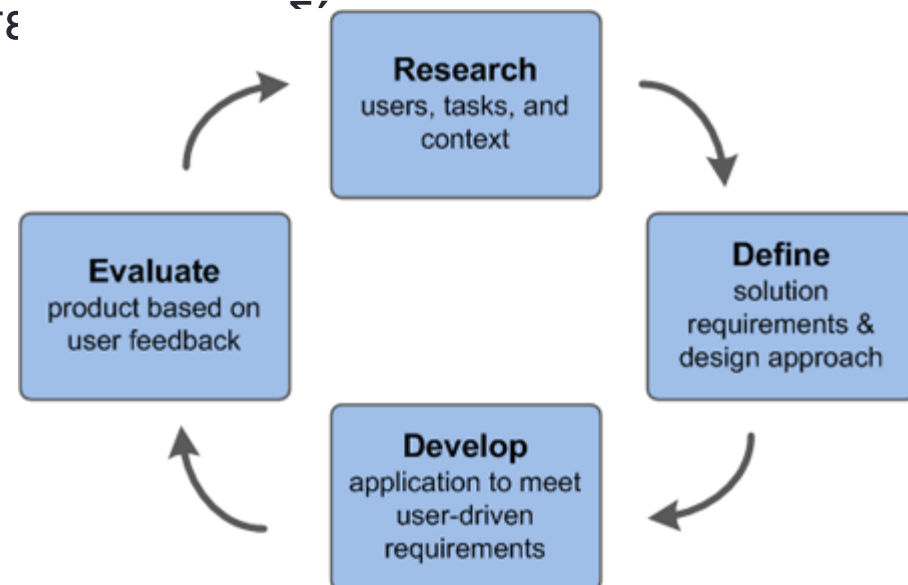 Research
users, tasks, and
context
Define
solution
requirements &
design approach
Develop
application to meet
user-driven
requirements
Evaluate
product based on
user feedback